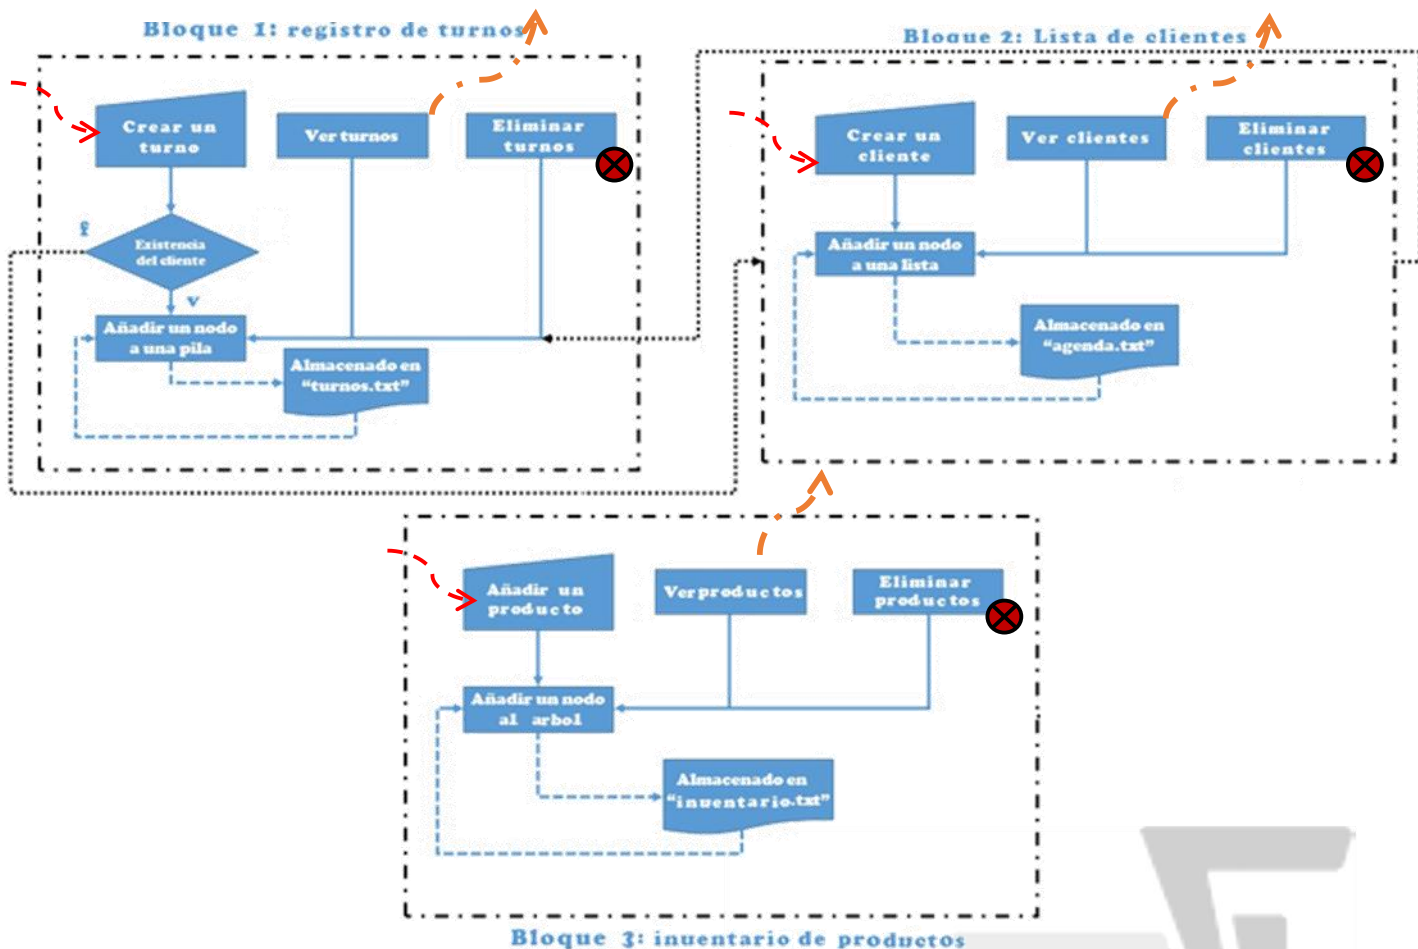 Bloque 1: registro de turnos
Crear un
turno
Ver turnos
Eliminar
turnos
f
Existencia
del cliente
v
Añadir un nodo
a una pila
Almacenado en
“turnos.txt”
Bloque 2: Lista de clientes
Crear un
cliente
Ver clientes
Eliminar
clientes
Añadir un nodo
a una lista
Almacenado en
“agenda.txt”
Añadir un
producto
Ver productos
Eliminar
productos
Añadir un nodo
al arbol
Almacenado en
“inventario.txt”
Bloque 3: inventario de productos